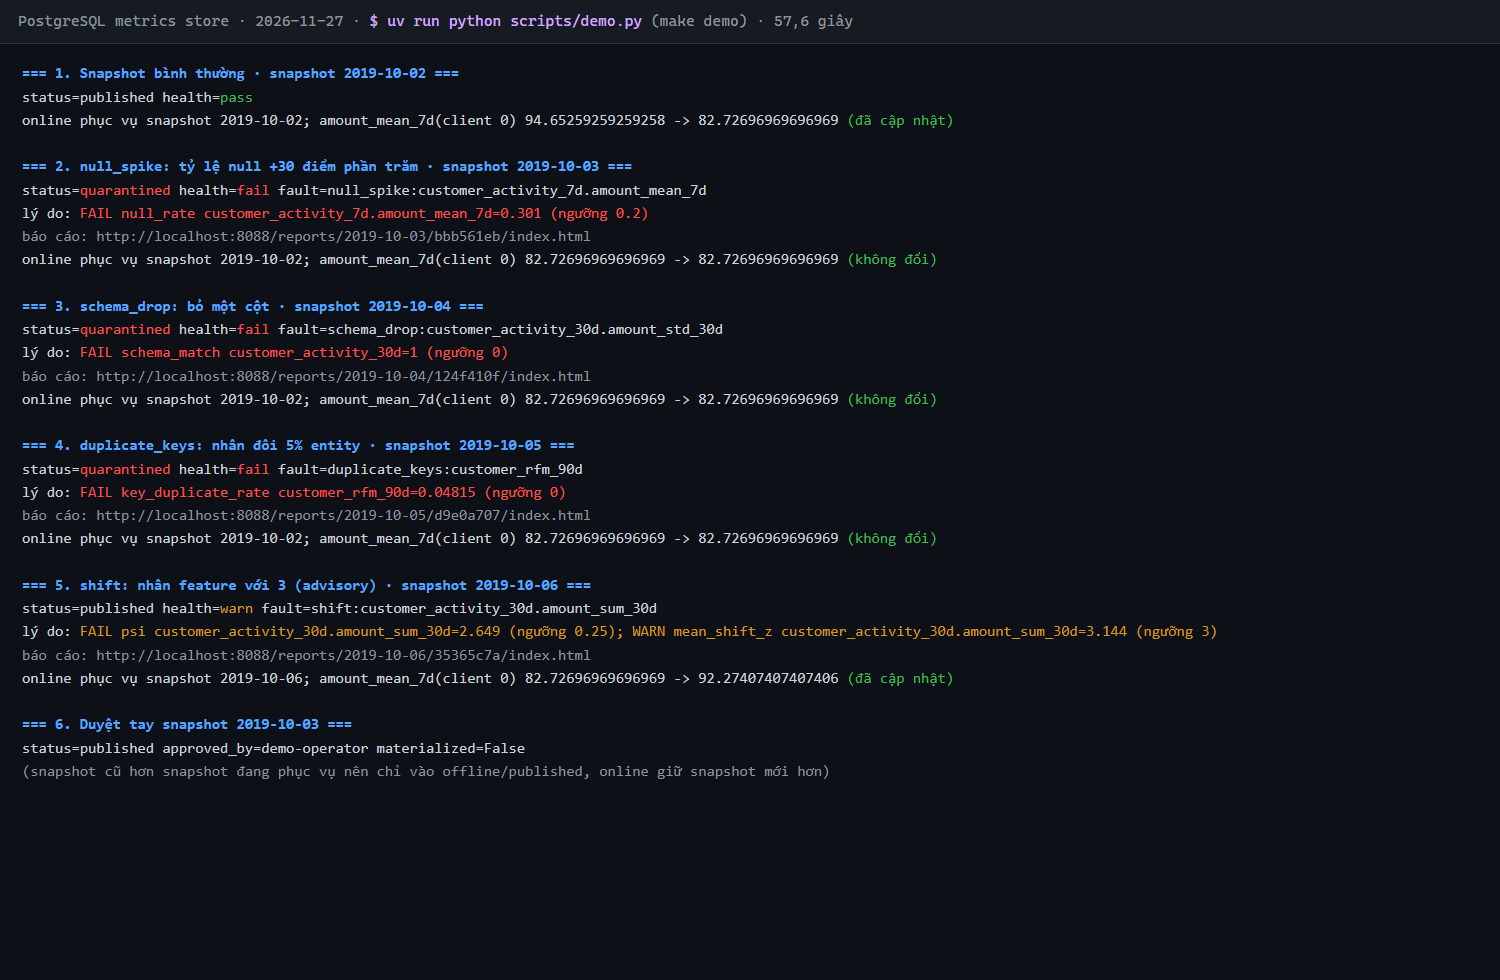 PostgreSQL metrics store · 2026-11-27 · $ uv run python scripts/demo.py (make demo) · 57,6 giây
=== 1. Snapshot bình thường · snapshot 2019-10-02 ===
status=published health=pass
online phục vụ snapshot 2019-10-02; amount_mean_7d(client 0) 94.65259259259258 -> 82.72696969696969 (đã cập nhật)
=== 2. null_spike: tỷ lệ null +30 điểm phần trăm · snapshot 2019-10-03 ===
status=quarantined health=fail fault=null_spike:customer_activity_7d.amount_mean_7d
lý do: FAIL null_rate customer_activity_7d.amount_mean_7d=0.301 (ngưỡng 0.2)
báo cáo: http://localhost:8088/reports/2019-10-03/bbb561eb/index.html
online phục vụ snapshot 2019-10-02; amount_mean_7d(client 0) 82.72696969696969 -> 82.72696969696969 (không đổi)
=== 3. schema_drop: bỏ một cột · snapshot 2019-10-04 ===
status=quarantined health=fail fault=schema_drop:customer_activity_30d.amount_std_30d
lý do: FAIL schema_match customer_activity_30d=1 (ngưỡng 0)
báo cáo: http://localhost:8088/reports/2019-10-04/124f410f/index.html
online phục vụ snapshot 2019-10-02; amount_mean_7d(client 0) 82.72696969696969 -> 82.72696969696969 (không đổi)
=== 4. duplicate_keys: nhân đôi 5% entity · snapshot 2019-10-05 ===
status=quarantined health=fail fault=duplicate_keys:customer_rfm_90d
lý do: FAIL key_duplicate_rate customer_rfm_90d=0.04815 (ngưỡng 0)
báo cáo: http://localhost:8088/reports/2019-10-05/d9e0a707/index.html
online phục vụ snapshot 2019-10-02; amount_mean_7d(client 0) 82.72696969696969 -> 82.72696969696969 (không đổi)
=== 5. shift: nhân feature với 3 (advisory) · snapshot 2019-10-06 ===
status=published health=warn fault=shift:customer_activity_30d.amount_sum_30d
lý do: FAIL psi customer_activity_30d.amount_sum_30d=2.649 (ngưỡng 0.25); WARN mean_shift_z customer_activity_30d.amount_sum_30d=3.144 (ngưỡng 3)
báo cáo: http://localhost:8088/reports/2019-10-06/35365c7a/index.html
online phục vụ snapshot 2019-10-06; amount_mean_7d(client 0) 82.72696969696969 -> 92.27407407407406 (đã cập nhật)
=== 6. Duyệt tay snapshot 2019-10-03 ===
status=published approved_by=demo-operator materialized=False
(snapshot cũ hơn snapshot đang phục vụ nên chỉ vào offline/published, online giữ snapshot mới hơn)